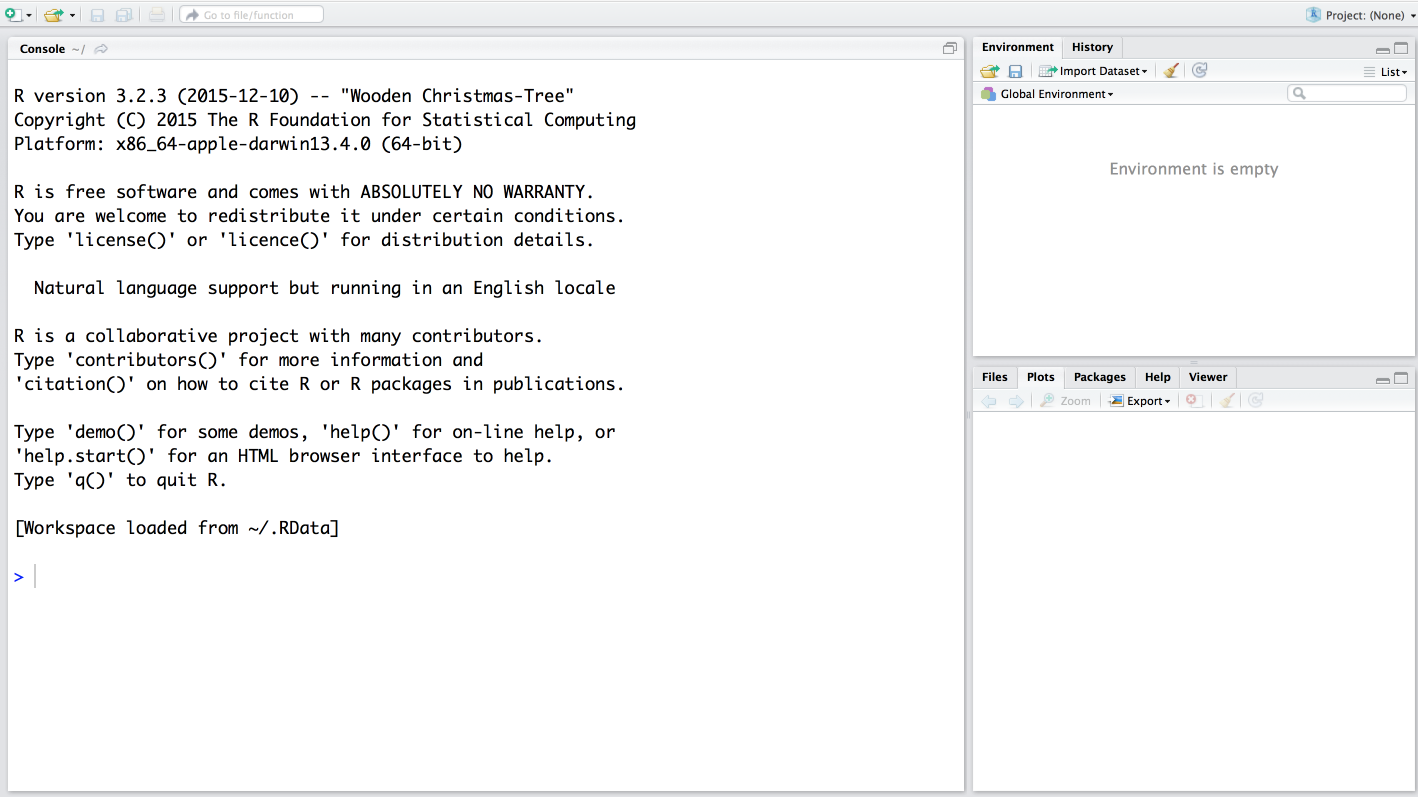 Go to file/function
Project: (None)
Console ~/
R version 3.2.3 (2015-12-10) -- "Wooden Christmas-Tree"
Copyright (C) 2015 The R Foundation for Statistical Computing
Platform: x86_64-apple-darwin13.4.0 (64-bit)
R is free software and comes with ABSOLUTELY NO WARRANTY.
You are welcome to redistribute it under certain conditions.
Type 'license()' or 'licence()' for distribution details.
Natural language support but running in an English locale
R is a collaborative project with many contributors.
Type 'contributors()' for more information and
'citation()' on how to cite R or R packages in publications.
Type 'demo()' for some demos, 'help()' for on-line help, or
'help.start()' for an HTML browser interface to help.
Type 'q()' to quit R.
[Workspace loaded from ~/.RData]
>
Environment History
Import Dataset List
Global Environment
Environment is empty
Files Plots Packages Help Viewer
Zoom Export